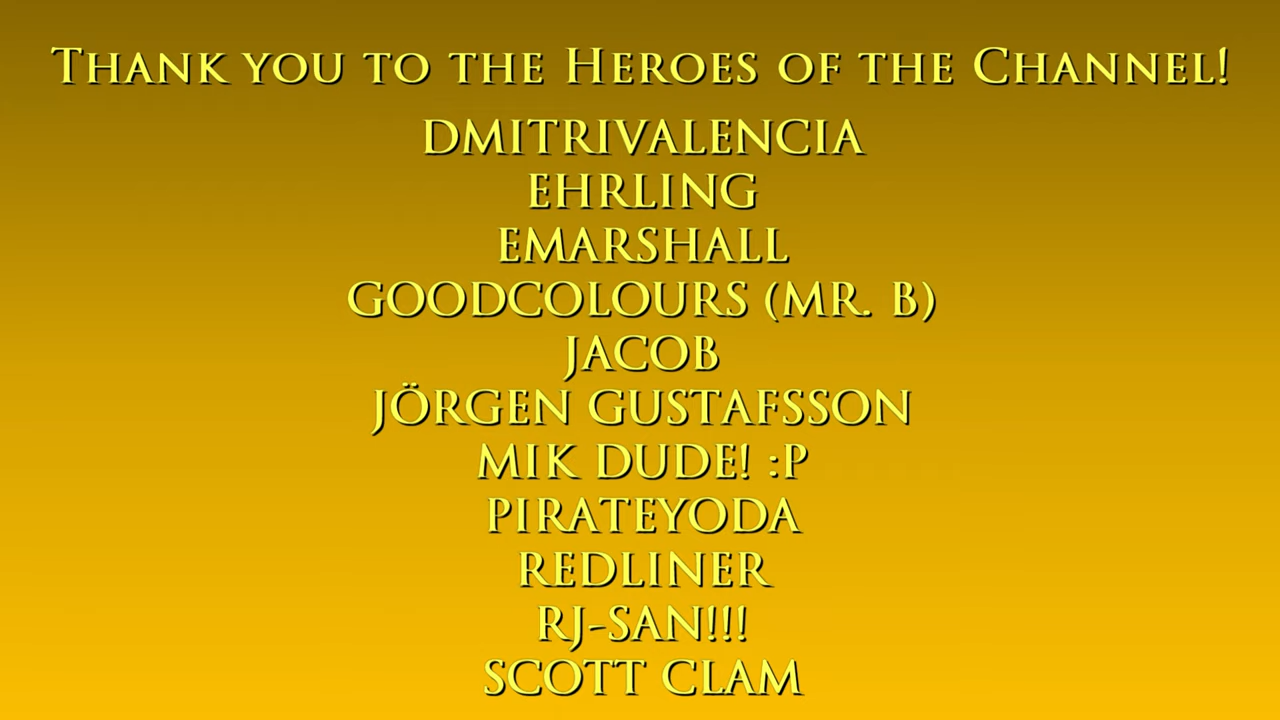 Thank you to the Heroes of the Channel!
DMITRIVALENCIA
EHRLING
EMARSHALL
GOODCOLOURS (MR. B)
JACOB
JÖRGEN GUSTAFSSON
MIK DUDE! :P
PIRATEYODA
REDLINER
RJ-SAN!!!
SCOTT CLAM